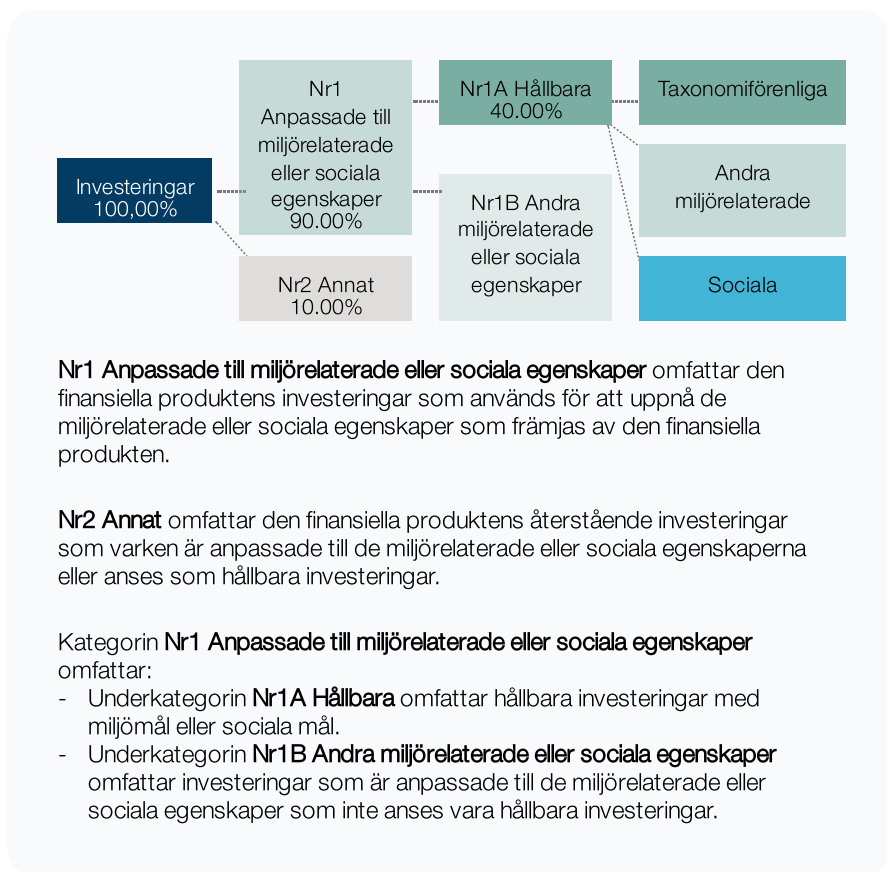 Investeringar
100,00%
Nr1
Anpassade till
miljörelaterade
eller sociala
egenskaper
90.00%
Nr2 Annat
10.00%
Nr1A Hållbara
40.00%
Nr1B Andra
miljörelaterade
eller sociala
egenskaper
Taxonomiförenliga
Andra
miljörelaterade
Sociala
Nr1 Anpassade till miljörelaterade eller sociala egenskaper omfattar den
finansiella produktens investeringar som används för att uppnå de
miljörelaterade eller sociala egenskaper som främjas av den finansiella
produkten.
Nr2 Annat omfattar den finansiella produktens återstående investeringar
som varken är anpassade till de miljörelaterade eller sociala egenskaperna
eller anses som hållbara investeringar.
Kategorin Nr1 Anpassade till miljörelaterade eller sociala egenskaper
omfattar:
- Underkategorin Nr1A Hållbara omfattar hållbara investeringar med
miljömål eller sociala mål.
- Underkategorin Nr1B Andra miljörelaterade eller sociala egenskaper
omfattar investeringar som är anpassade till de miljörelaterade eller
sociala egenskaper som inte anses vara hållbara investeringar.